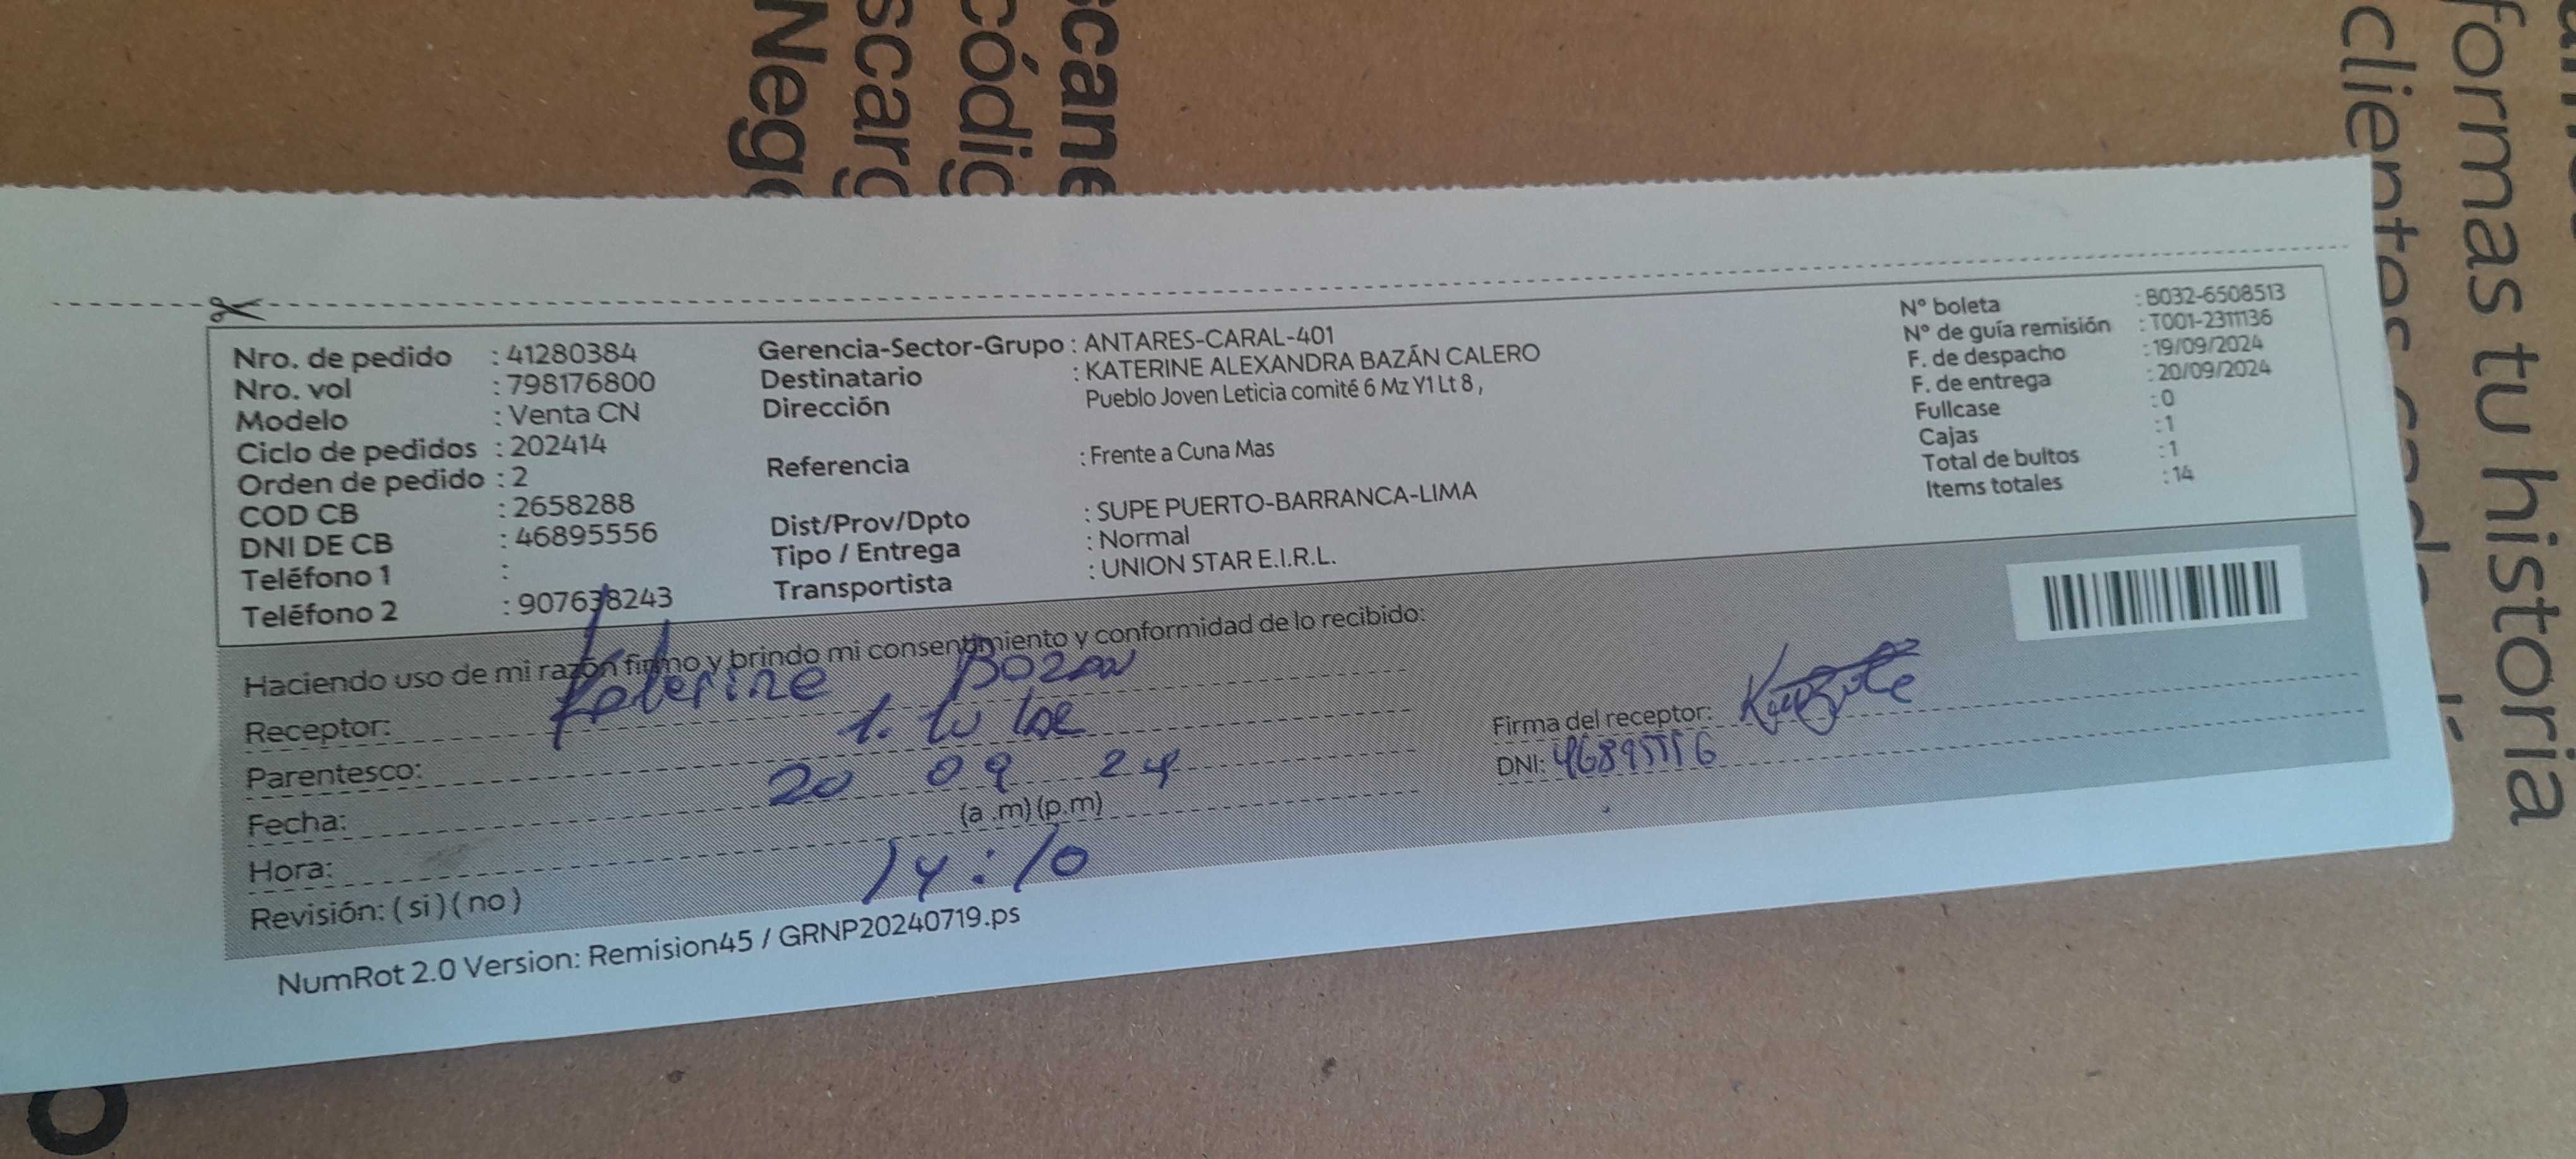 Neg
scarg
códig
cane
formas tu historia
Nro. de pedido : 41280384
Nro. vol : 798176800
Modelo : Venta CN
Ciclo de pedidos : 202414
Orden de pedido : 2
COD CB : 2658288
DNI DE CB : 46895556
Teléfono 1 :
Teléfono 2 : 907638243
Gerencia-Sector-Grupo : ANTARES-CARAL-401
Destinatario : KATERINE ALEXANDRA BAZÁN CALERO
Dirección Pueblo Joven Leticia comité 6 Mz Y1 Lt 8 ,
Referencia : Frente a Cuna Mas
Dist/Prov/Dpto : SUPE PUERTO-BARRANCA-LIMA
Tipo / Entrega : Normal
Transportista : UNION STAR E.I.R.L.
N° boleta : B032-6508513
N° de guía remisión : T001-2311136
F. de despacho : 19/09/2024
F. de entrega : 20/09/2024
Fullcase : 0
Cajas : 1
Total de bultos : 1
Items totales : 14
Haciendo uso de mi razón firmo y brindo mi consentimiento y conformidad de lo recibido:
Receptor: Katerine Bazan
Parentesco:
Fecha: 20 09 24
Hora: (a .m) (p.m)
14:10
Revisión: ( si ) ( no )
Firma del receptor:
DNI: 46895556
NumRot 2.0 Version: Remision45 / GRNP20240719.ps